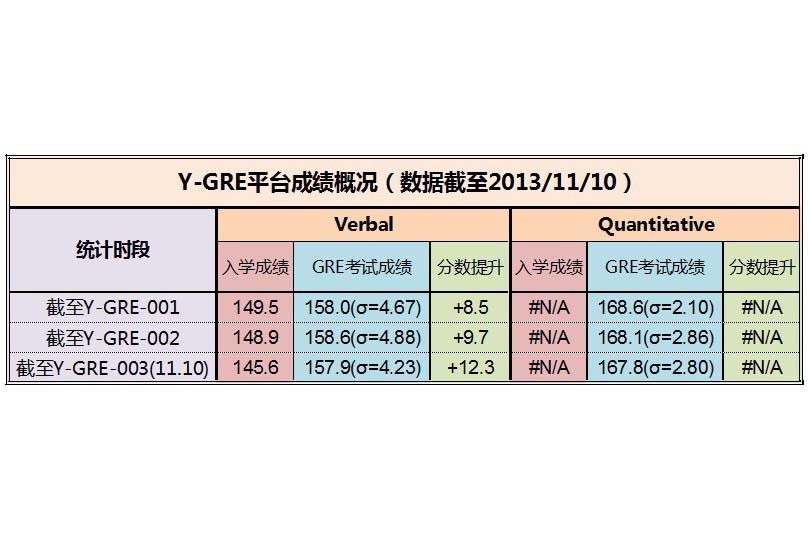 Y-GRE平台成绩概况（数据截至2013/11/10）
统计时段 Verbal Quantitative
入学成绩 GRE考试成绩 分数提升 入学成绩 GRE考试成绩 分数提升
截至Y-GRE-001 149.5 158.0(σ=4.67) +8.5 #N/A 168.6(σ=2.10) #N/A
截至Y-GRE-002 148.9 158.6(σ=4.88) +9.7 #N/A 168.1(σ=2.86) #N/A
截至Y-GRE-003(11.10) 145.6 157.9(σ=4.23) +12.3 #N/A 167.8(σ=2.80) #N/A